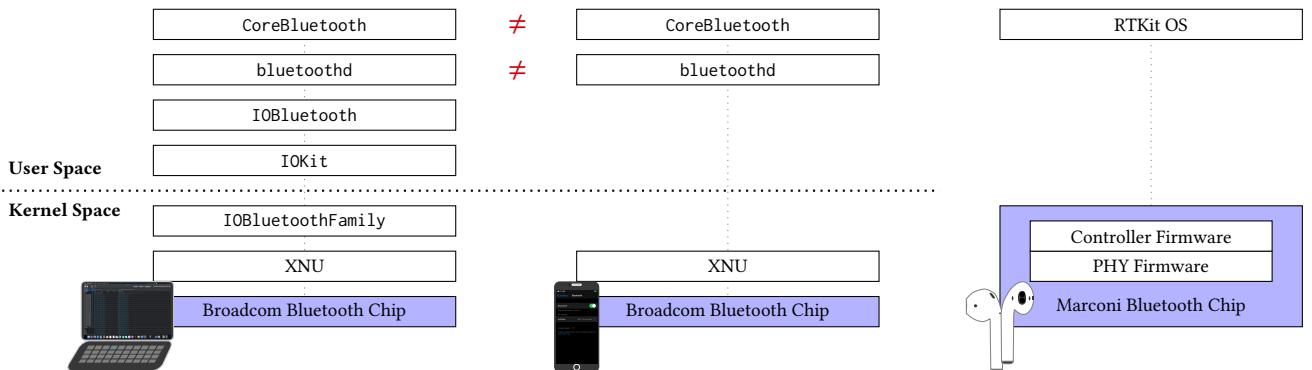 CoreBluetooth ≠ CoreBluetooth RTKit OS
bluetoothd ≠ bluetoothd
IOBluetooth
User Space IOKit
Kernel Space IOBluetoothFamily
Controller Firmware
XNU XNU PHY Firmware
Broadcom Bluetooth Chip Broadcom Bluetooth Chip Marconi Bluetooth Chip